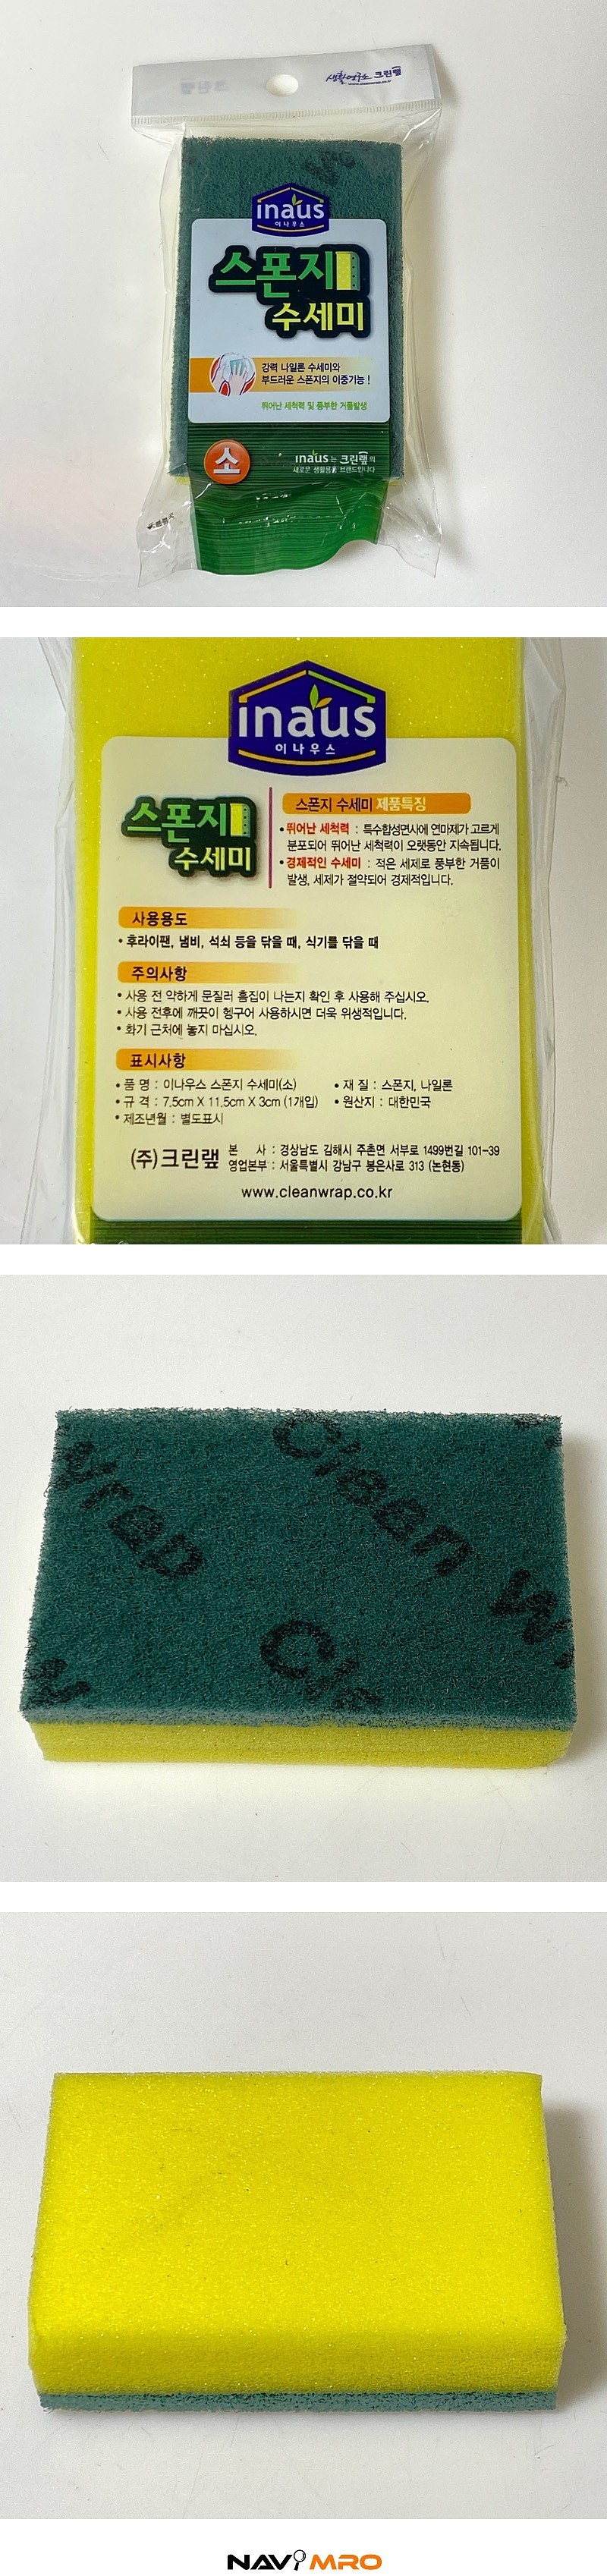 생활연구소 크린랲
www.cleanwrap.co.kr
inaus
이나우스
스폰지
수세미
강력 나일론 수세미와
부드러운 스폰지의 이중기능 !
뛰어난 세척력 및 풍부한 거품발생
소
inaus는 크린랲의
새로운 생활용품 브랜드입니다
inaus
이나우스
스폰지
수세미
스폰지 수세미 제품특징
• 뛰어난 세척력 : 특수합성면사에 연마제가 고르게
분포되어 뛰어난 세척력이 오랫동안 지속됩니다.
• 경제적인 수세미 : 적은 세제로 풍부한 거품이
발생, 세제가 절약되어 경제적입니다.
사용용도
• 후라이팬, 냄비, 석쇠 등을 닦을 때, 식기를 닦을 때
주의사항
• 사용 전 약하게 문질러 흠집이 나는지 확인 후 사용해 주십시오.
• 사용 전후에 깨끗이 헹구어 사용하시면 더욱 위생적입니다.
• 화기 근처에 놓지 마십시오.
표시사항
• 품 명 : 이나우스 스폰지 수세미(소) • 재 질 : 스폰지, 나일론
• 규 격 : 7.5cm X 11.5cm X 3cm (1개입) • 원산지 : 대한민국
• 제조년월 : 별도표시
(주)크린랲 본 사 : 경상남도 김해시 주촌면 서부로 1499번길 101-39
영업본부 : 서울특별시 강남구 봉은사로 313 (논현동)
www.cleanwrap.co.kr
Clean W
rap
Cl
NAVIMRO